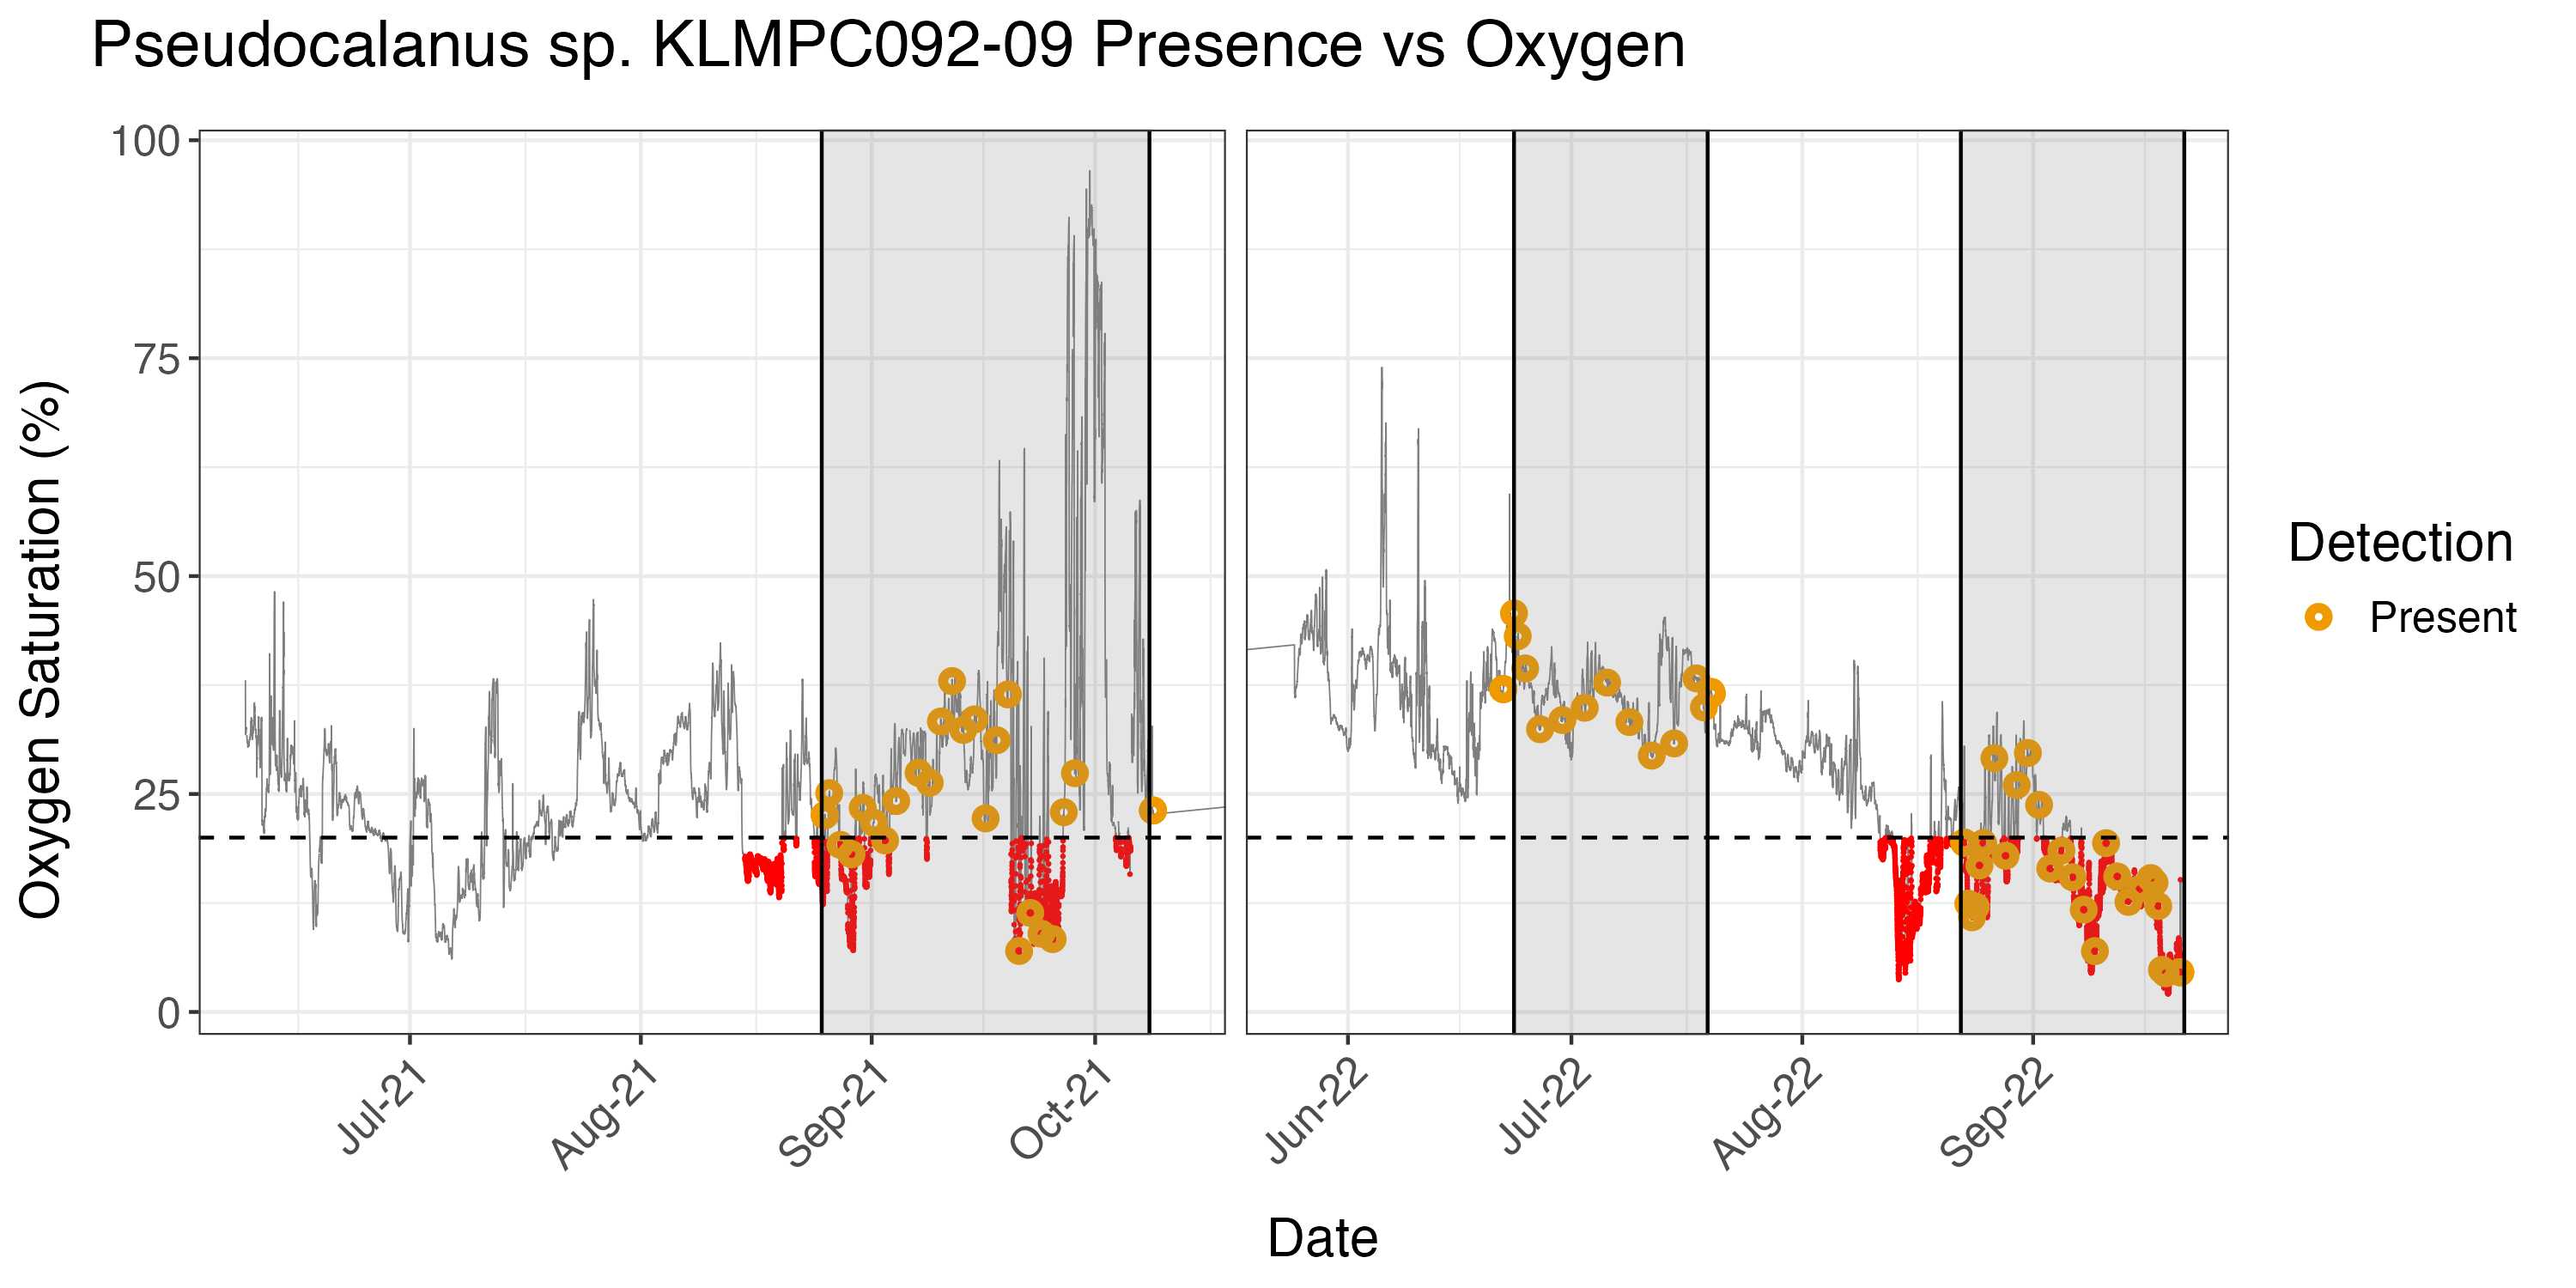 Pseudocalanus sp. KLMPC092-09 Presence vs Oxygen
Oxygen Saturation (%)
100
75
50
25
0
Jul-21
Aug-21
Sep-21
Oct-21
Jun-22
Jul-22
Aug-22
Sep-22
Date
Detection
Present